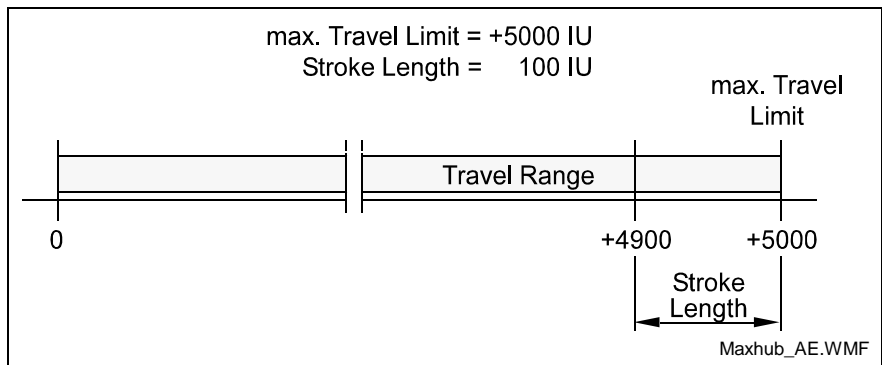 max. Travel Limit = +5000 IU
Stroke Length = 100 IU
max. Travel
Limit
Travel Range
0
+4900
+5000
Stroke
Length
Maxhub_AE.WMF